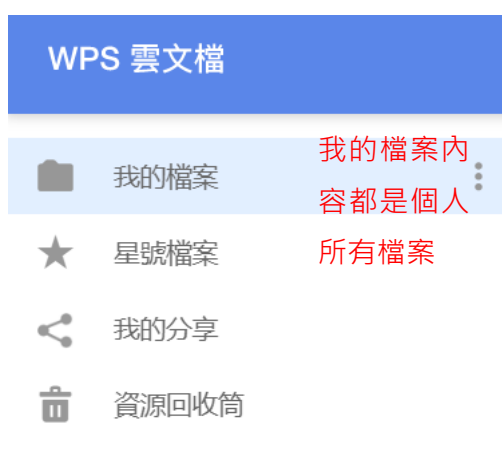 WPS 雲文檔
我的檔案
我的檔案內
容都是個人
所有檔案
星號檔案
我的分享
資源回收筒